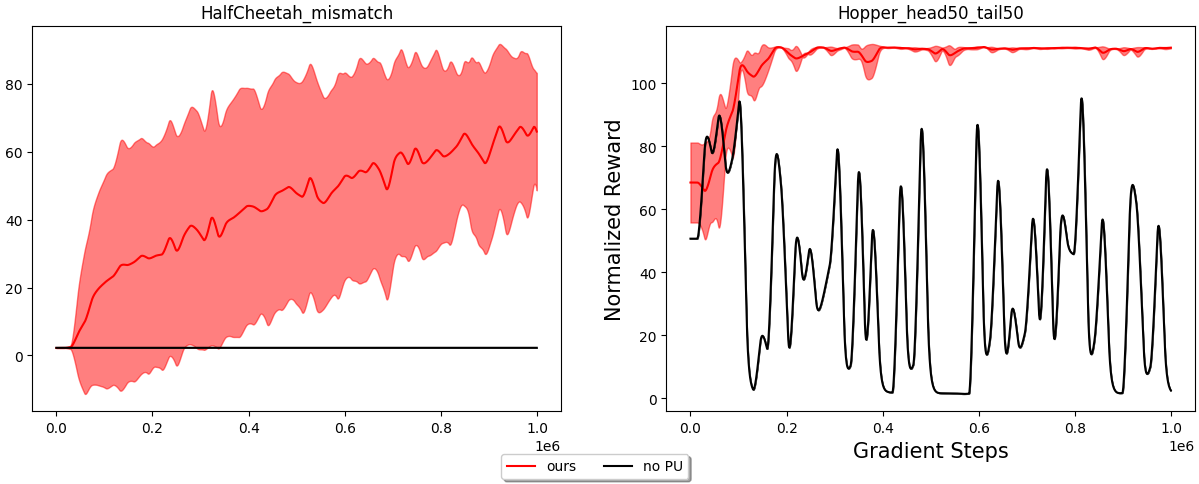 HalfCheetah_mismatch
80
60
40
20
0
0.0 0.2 0.4 0.6 0.8 1.0
1e6
Hopper_head50_tail50
Normalized Reward
100
80
60
40
20
0
0.0 0.2 0.4 0.6 0.8 1.0
1e6
Gradient Steps
ours no PU